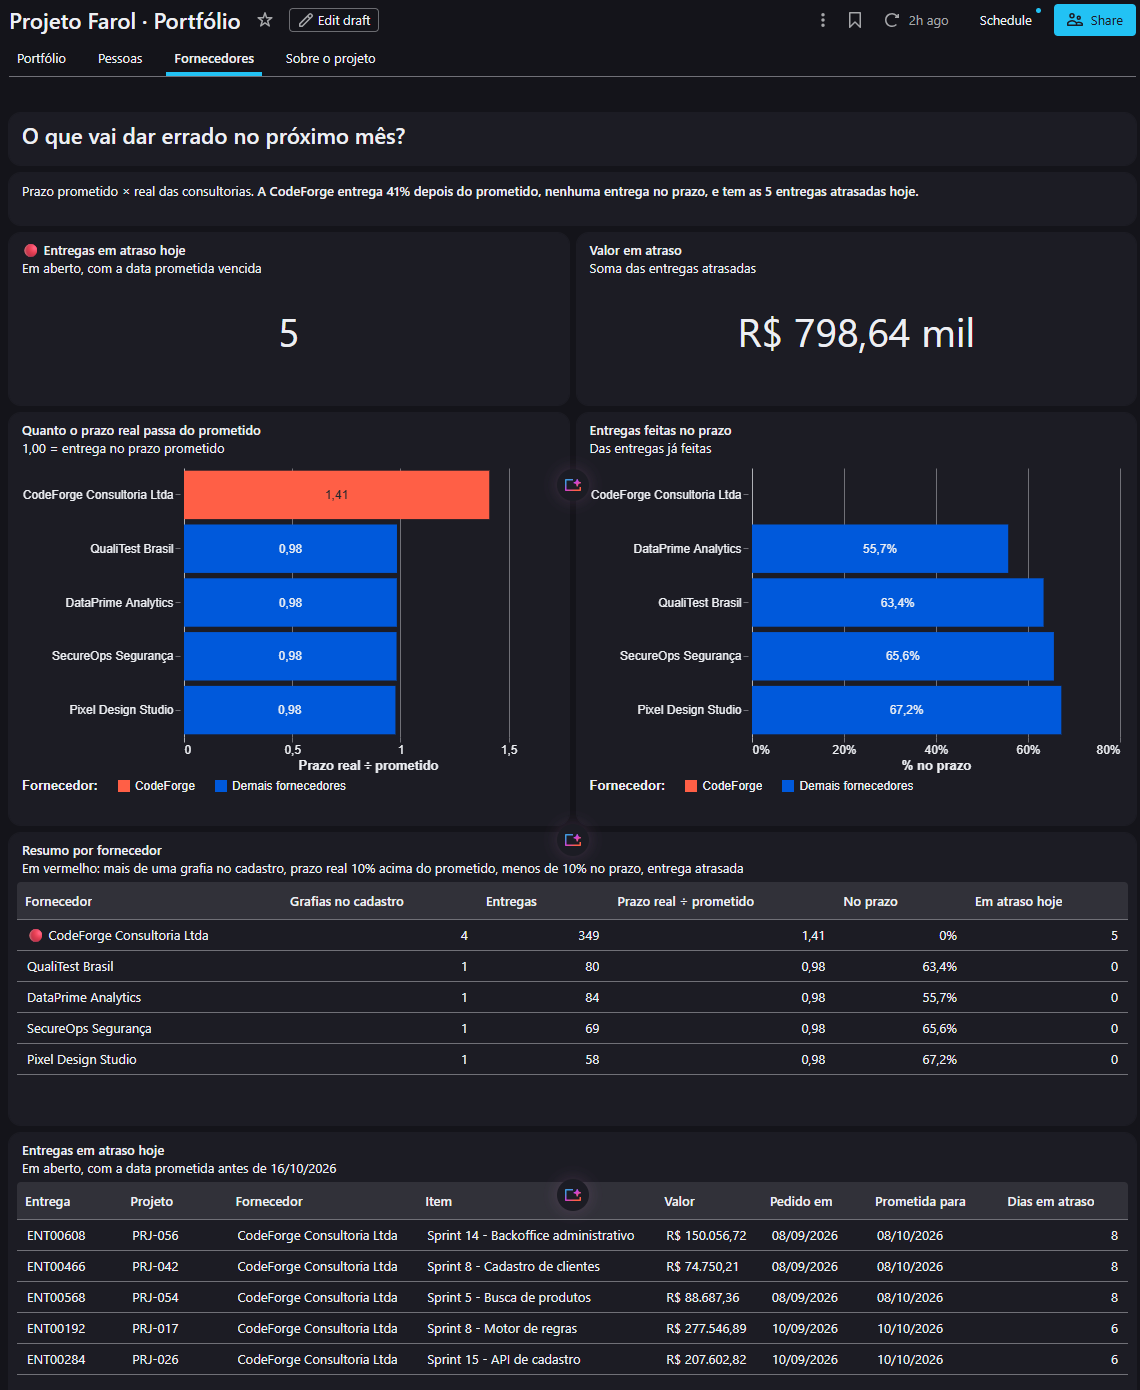 Projeto Farol · Portfólio
Edit draft
2h ago
Schedule
Share
Portfólio
Pessoas
Fornecedores
Sobre o projeto
O que vai dar errado no próximo mês?
Prazo prometido × real das consultorias. A CodeForge entrega 41% depois do prometido, nenhuma entrega no prazo, e tem as 5 entregas atrasadas hoje.
Entregas em atraso hoje
Em aberto, com a data prometida vencida
5
Valor em atraso
Soma das entregas atrasadas
R$ 798,64 mil
Quanto o prazo real passa do prometido
1,00 = entrega no prazo prometido
CodeForge Consultoria Ltda 1,41
QualiTest Brasil 0,98
DataPrime Analytics 0,98
SecureOps Segurança 0,98
Pixel Design Studio 0,98
0 0,5 1 1,5
Prazo real ÷ prometido
Fornecedor: CodeForge Demais fornecedores
Entregas feitas no prazo
Das entregas já feitas
CodeForge Consultoria Ltda
DataPrime Analytics 55,7%
QualiTest Brasil 63,4%
SecureOps Segurança 65,6%
Pixel Design Studio 67,2%
0% 20% 40% 60% 80%
% no prazo
Fornecedor: CodeForge Demais fornecedores
Resumo por fornecedor
Em vermelho: mais de uma grafia no cadastro, prazo real 10% acima do prometido, menos de 10% no prazo, entrega atrasada
Fornecedor Grafias no cadastro Entregas Prazo real ÷ prometido No prazo Em atraso hoje
CodeForge Consultoria Ltda 4 349 1,41 0% 5
QualiTest Brasil 1 80 0,98 63,4% 0
DataPrime Analytics 1 84 0,98 55,7% 0
SecureOps Segurança 1 69 0,98 65,6% 0
Pixel Design Studio 1 58 0,98 67,2% 0
Entregas em atraso hoje
Em aberto, com a data prometida antes de 16/10/2026
Entrega Projeto Fornecedor Item Valor Pedido em Prometida para Dias em atraso
ENT00608 PRJ-056 CodeForge Consultoria Ltda Sprint 14 - Backoffice administrativo R$ 150.056,72 08/09/2026 08/10/2026 8
ENT00466 PRJ-042 CodeForge Consultoria Ltda Sprint 8 - Cadastro de clientes R$ 74.750,21 08/09/2026 08/10/2026 8
ENT00568 PRJ-054 CodeForge Consultoria Ltda Sprint 5 - Busca de produtos R$ 88.687,36 08/09/2026 08/10/2026 8
ENT00192 PRJ-017 CodeForge Consultoria Ltda Sprint 8 - Motor de regras R$ 277.546,89 10/09/2026 10/10/2026 6
ENT00284 PRJ-026 CodeForge Consultoria Ltda Sprint 15 - API de cadastro R$ 207.602,82 10/09/2026 10/10/2026 6